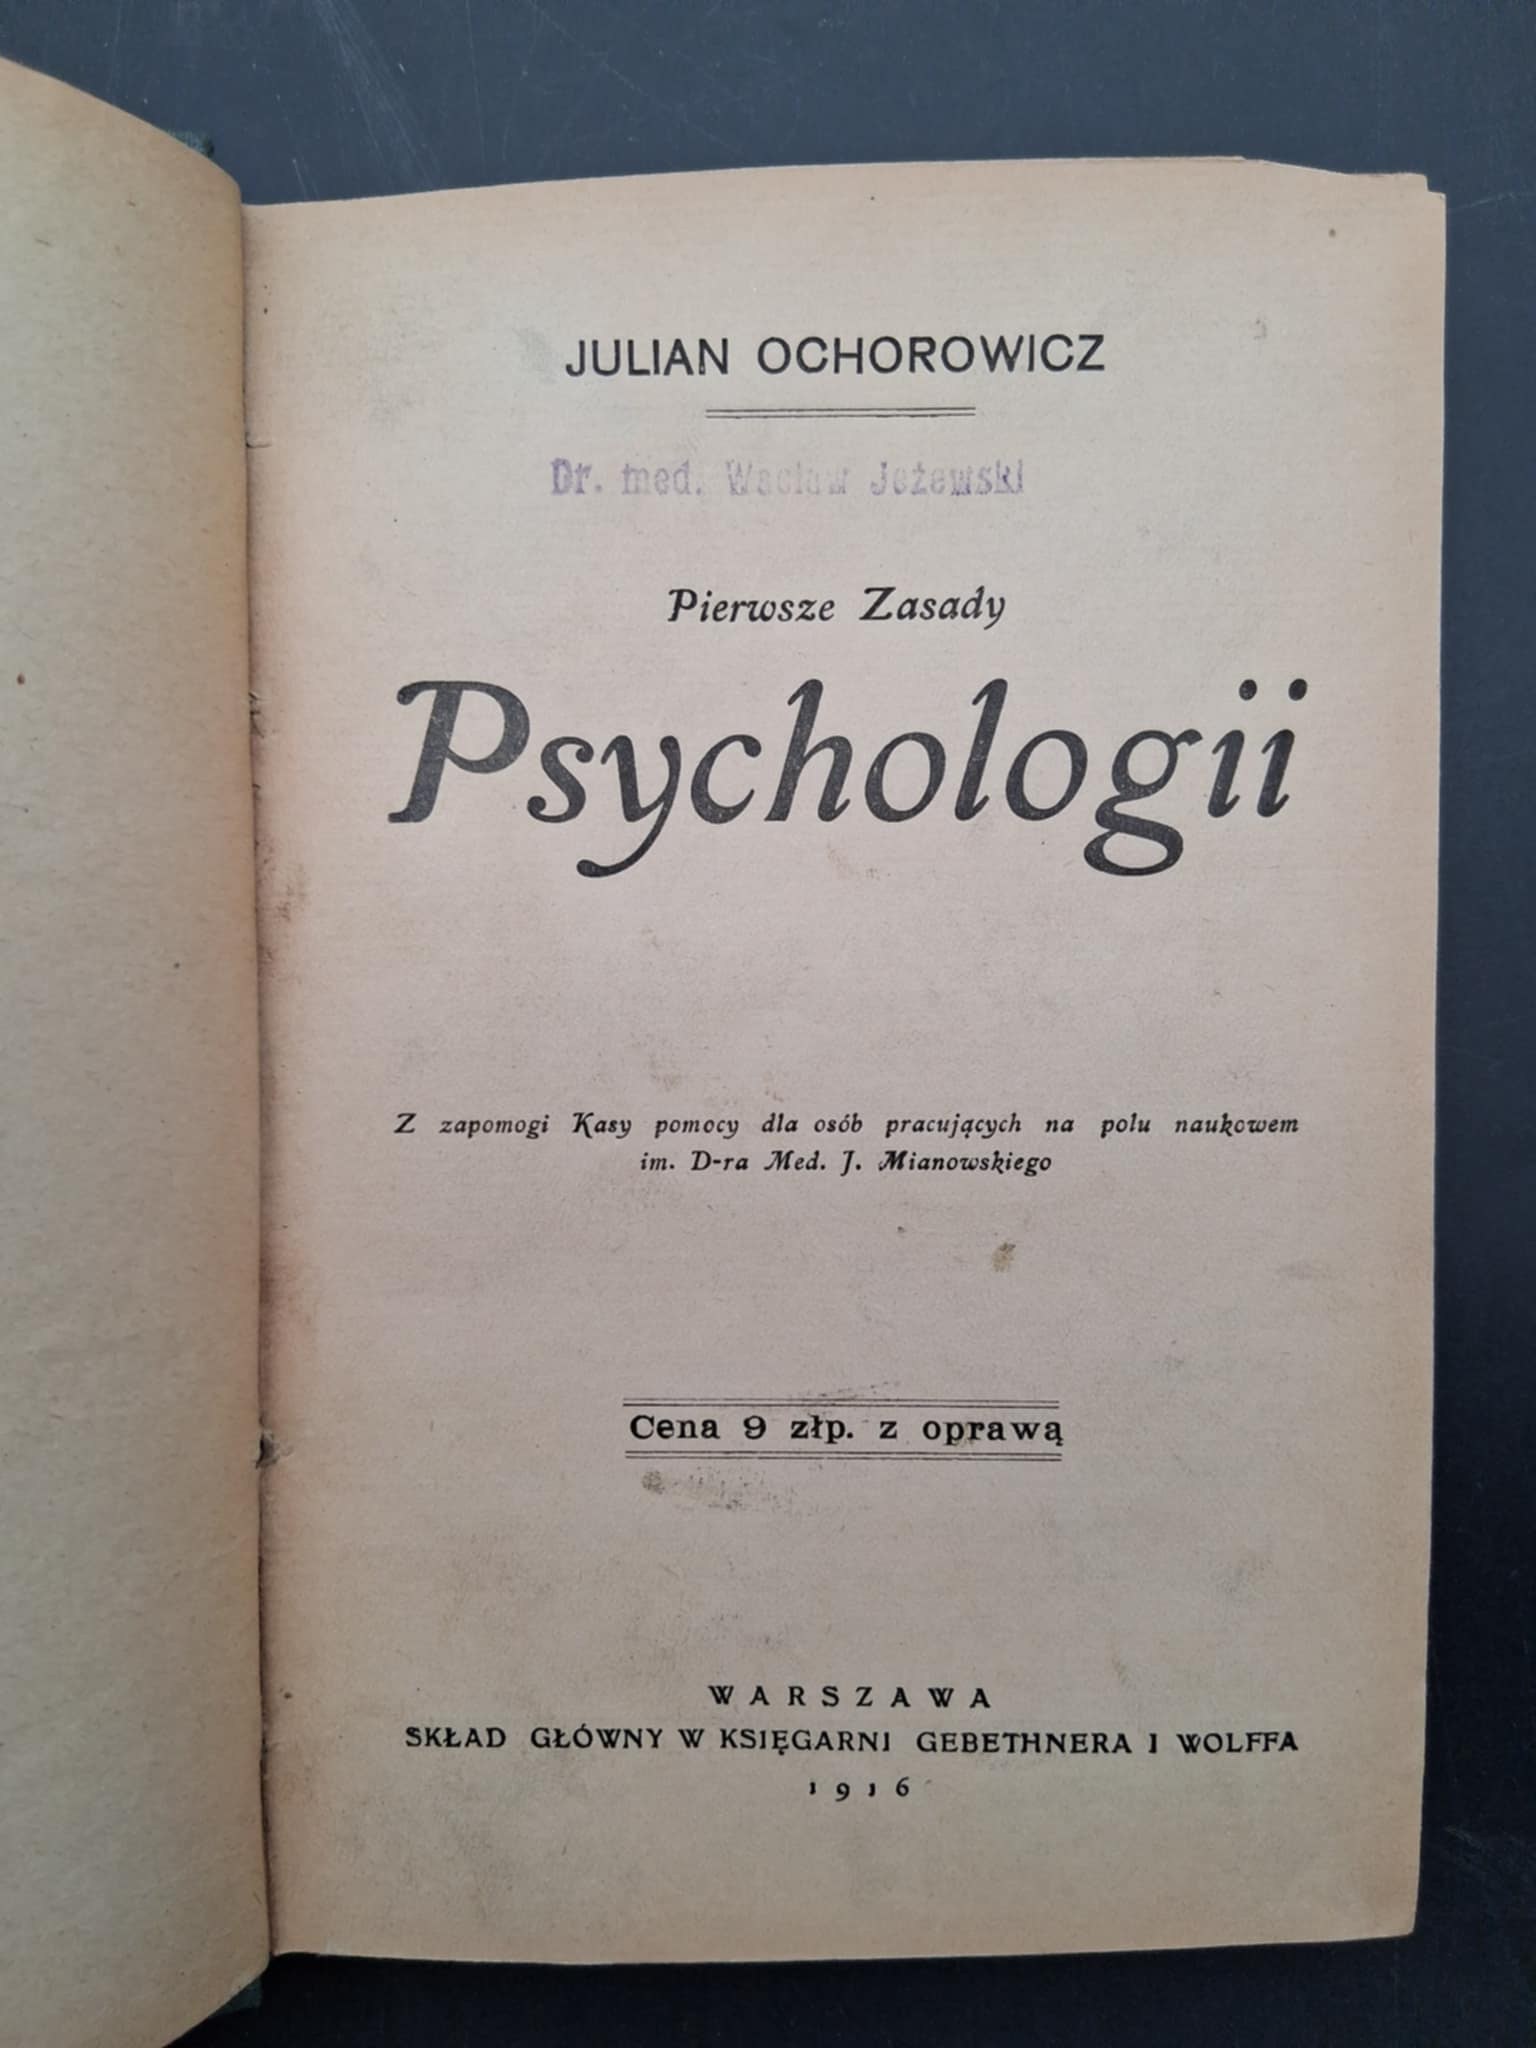 JULIAN OCHOROWICZ
Dr. med. Wacław Jeżewski
Pierwsze Zasady
Psychologii
Z zapomogi Kasy pomocy dla osób pracujących na polu naukowem
im. D-ra Med. J. Mianowskiego
Cena 9 złp. z oprawą
WARSZAWA
SKŁAD GŁÓWNY W KSIĘGARNI GEBETHNERA I WOLFFA
1916